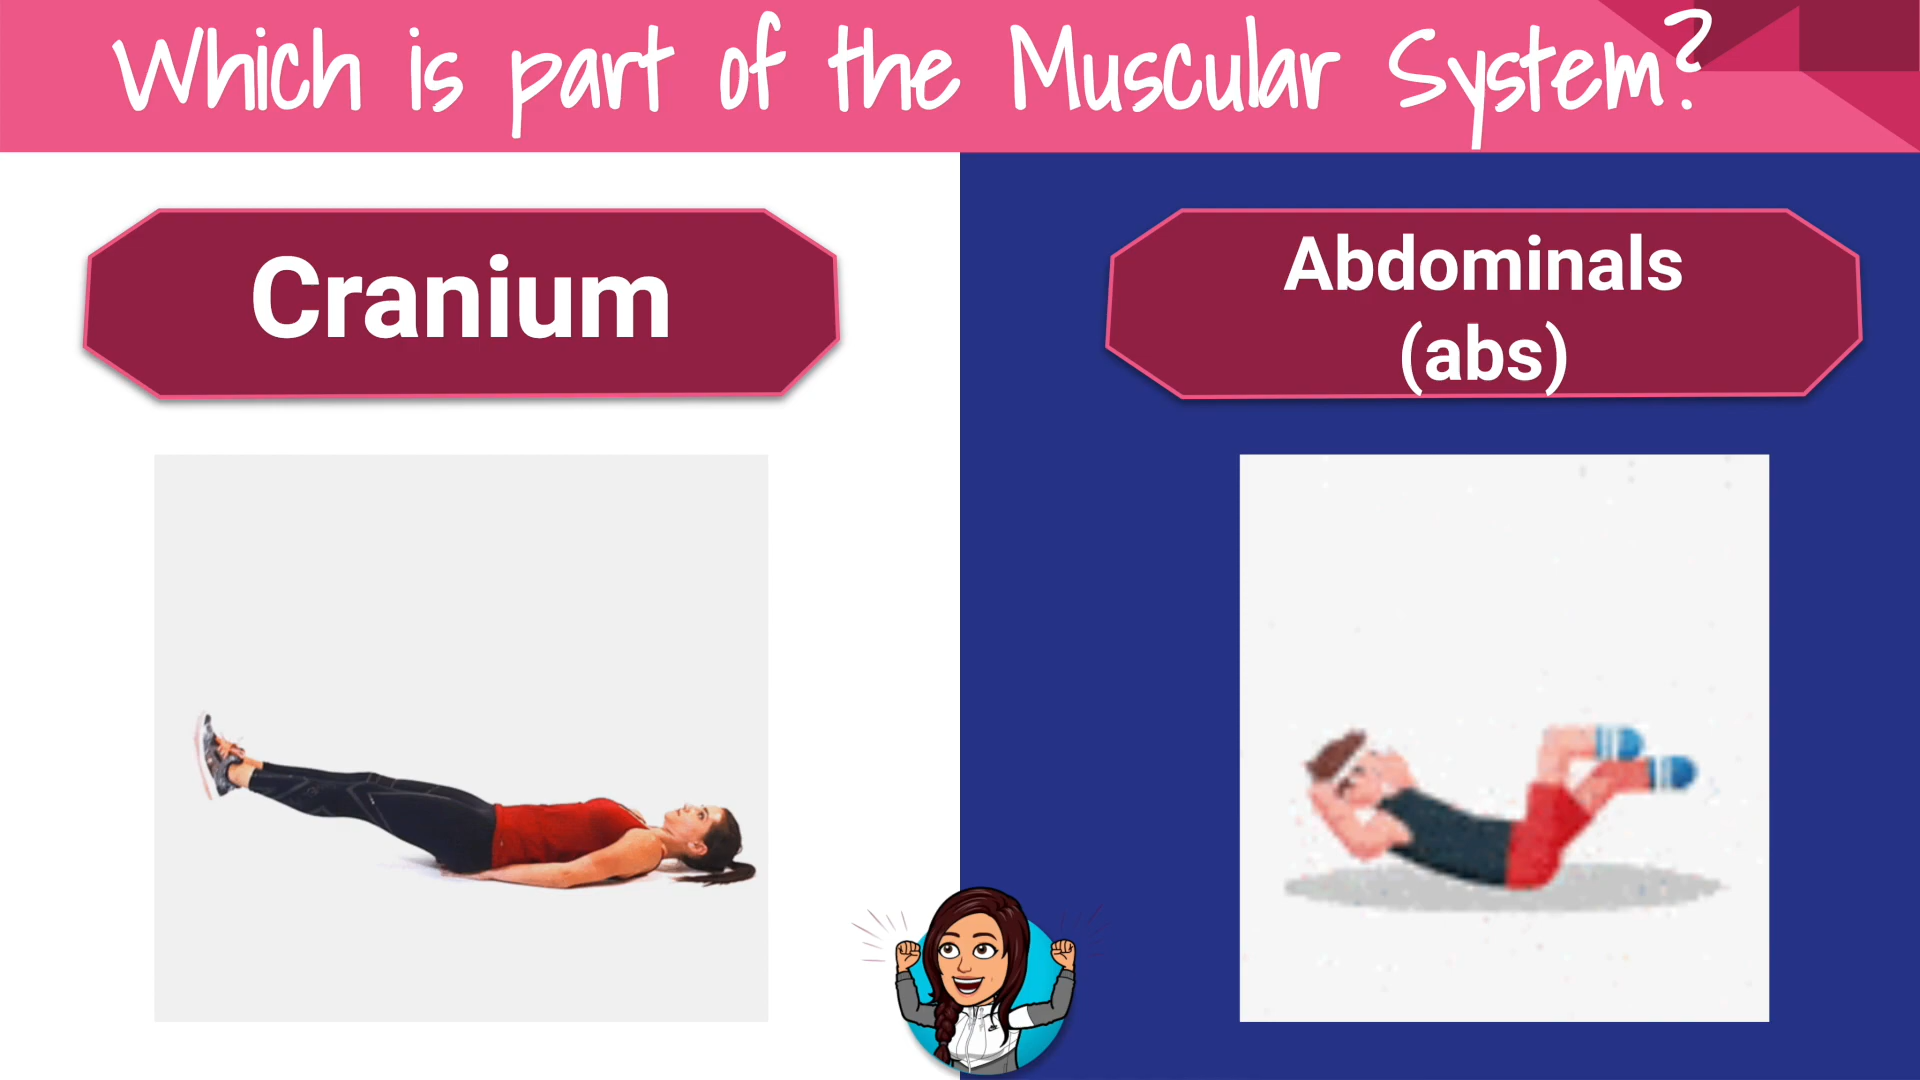 Which is part of the Muscular System?
Cranium
Abdominals
(abs)